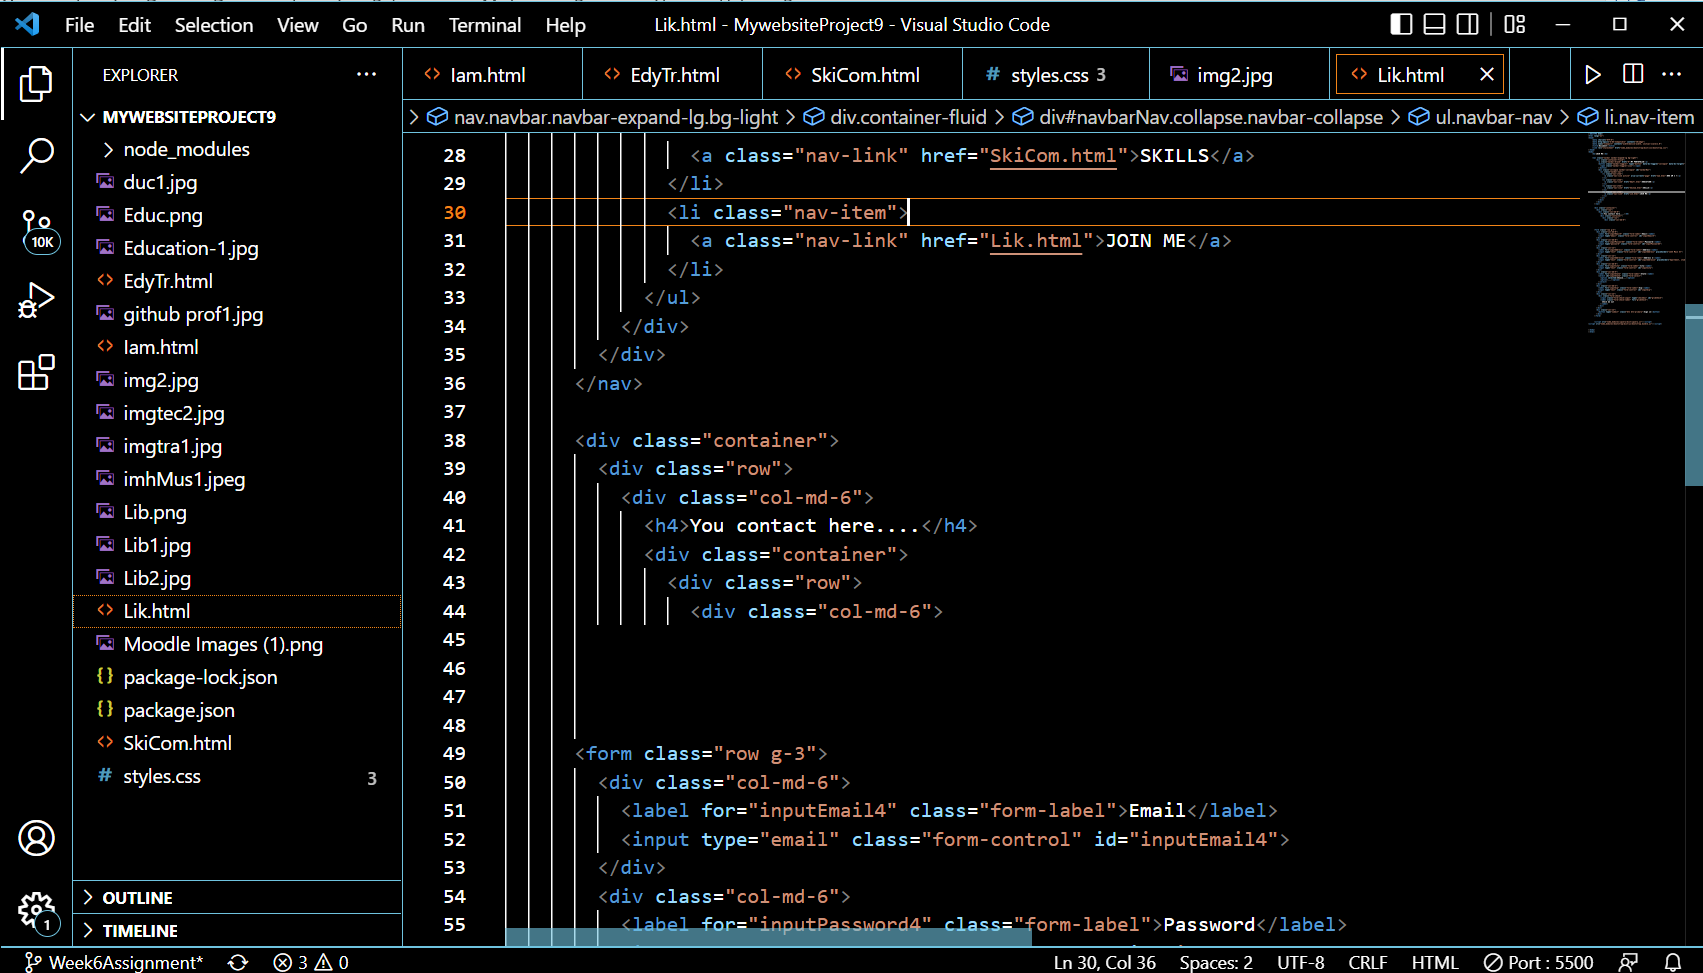 File Edit Selection View Go Run Terminal Help Lik.html - MywebsiteProject9 - Visual Studio Code
EXPLORER
Iam.html EdyTr.html SkiCom.html # styles.css 3 img2.jpg Lik.html
nav.navbar.navbar-expand-lg.bg-light div.container-fluid div#navbarNav.collapse.navbar-collapse ul.navbar-nav li.nav-item
MYWEBSITEPROJECT9
node_modules
duc1.jpg
Educ.png
Education-1.jpg
EdyTr.html
github prof1.jpg
Iam.html
img2.jpg
imgtec2.jpg
imgtra1.jpg
imhMus1.jpeg
Lib.png
Lib1.jpg
Lib2.jpg
Lik.html
Moodle Images (1).png
{} package-lock.json
{} package.json
SkiCom.html
# styles.css 3
OUTLINE
TIMELINE
10K
1
28 <a class="nav-link" href="SkiCom.html">SKILLS</a>
29 </li>
30 <li class="nav-item">
31 <a class="nav-link" href="Lik.html">JOIN ME</a>
32 </li>
33 </ul>
34 </div>
35 </div>
36 </nav>
37
38 <div class="container">
39 <div class="row">
40 <div class="col-md-6">
41 <h4>You contact here....</h4>
42 <div class="container">
43 <div class="row">
44 <div class="col-md-6">
45
46
47
48
49 <form class="row g-3">
50 <div class="col-md-6">
51 <label for="inputEmail4" class="form-label">Email</label>
52 <input type="email" class="form-control" id="inputEmail4">
53 </div>
54 <div class="col-md-6">
55 <label for="inputPassword4" class="form-label">Password</label>
Week6Assignment* 3 0 Ln 30, Col 36 Spaces: 2 UTF-8 CRLF HTML Port : 5500